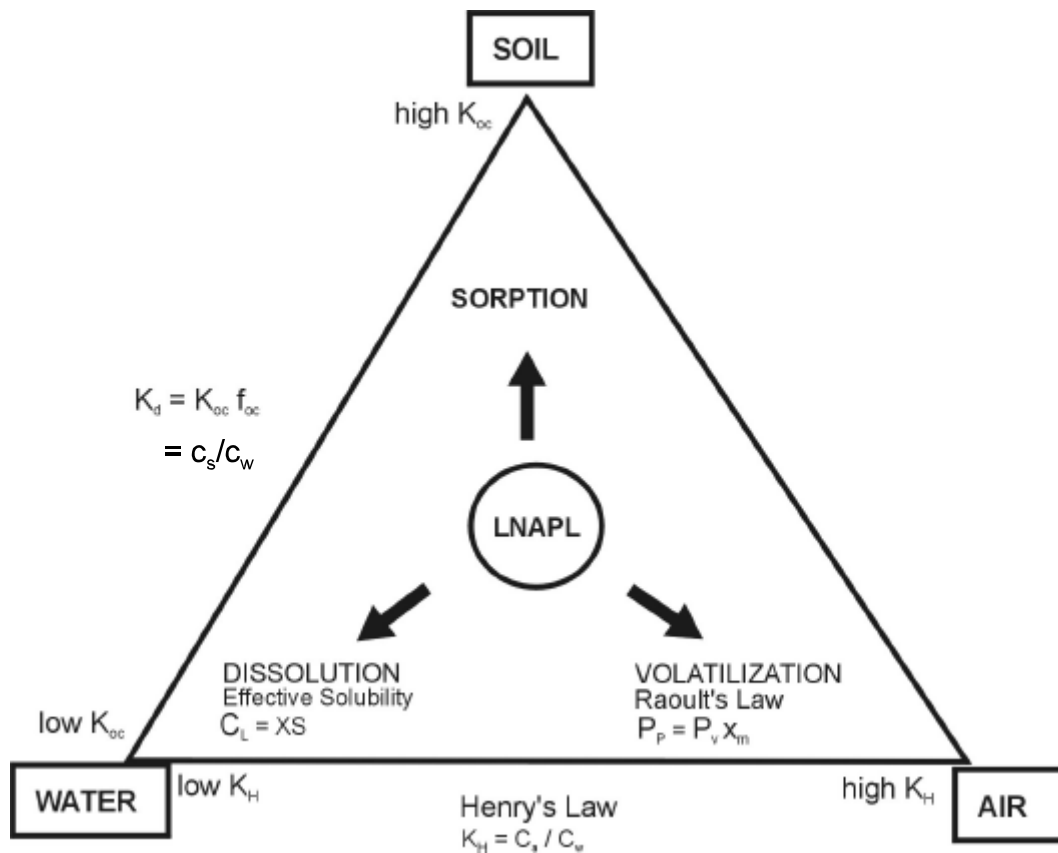 SOIL
high Koc
SORPTION
Kd = Koc foc
= cs/cw
LNAPL
DISSOLUTION
Effective Solubility
CL = XS
VOLATILIZATION
Raoult's Law
PP = Pv xm
low Koc
WATER
low KH
Henry's Law
KH = Ca / Cw
high KH
AIR